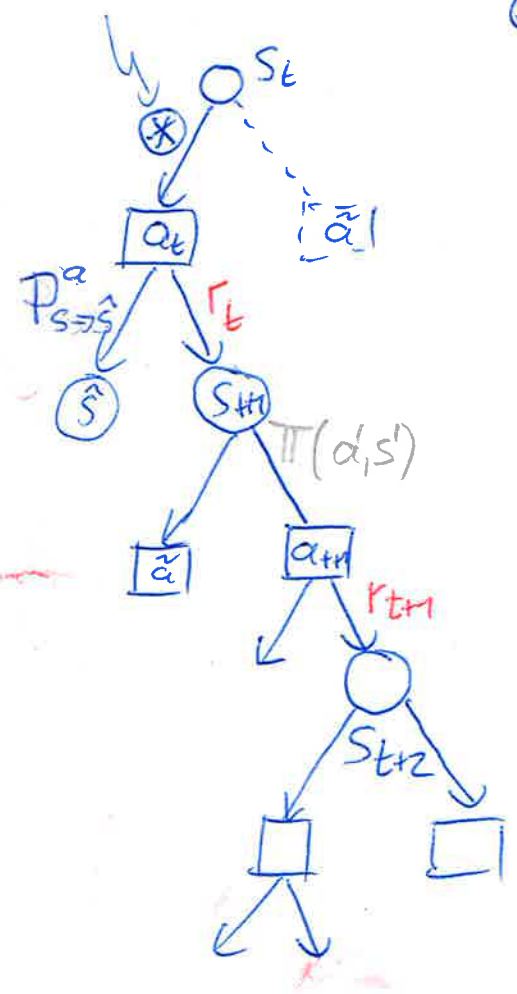 s_t
*
a_t
ã
P^a_{s→ŝ}
r_t
ŝ
s_{t+1}
π(a',s')
ã
a_{t+1}
r_{t+1}
s_{t+2}